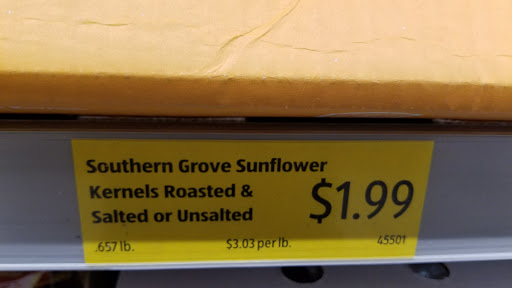 Southern Grove Sunflower
Kernels Roasted &
Salted or Unsalted
$1.99
.657 lb. $3.03 per lb. 45501